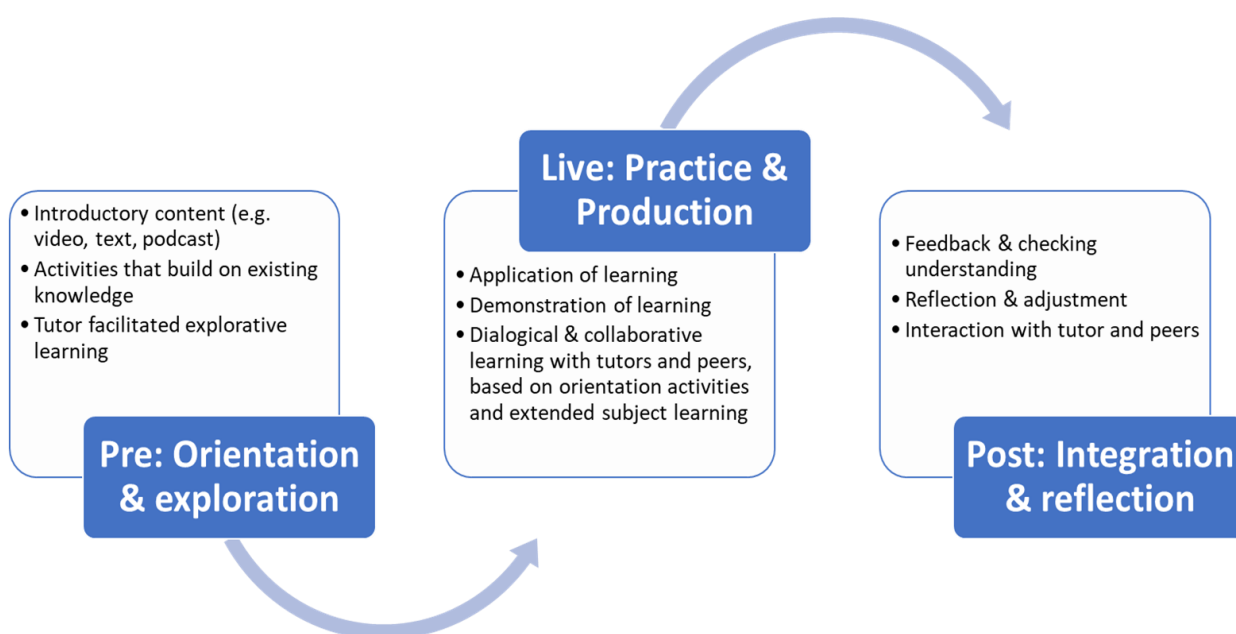 • Introductory content (e.g.
video, text, podcast)
• Activities that build on existing
knowledge
• Tutor facilitated explorative
learning
Pre: Orientation
& exploration
Live: Practice &
Production
• Application of learning
• Demonstration of learning
• Dialogical & collaborative
learning with tutors and peers,
based on orientation activities
and extended subject learning
• Feedback & checking
understanding
• Reflection & adjustment
• Interaction with tutor and peers
Post: Integration
& reflection